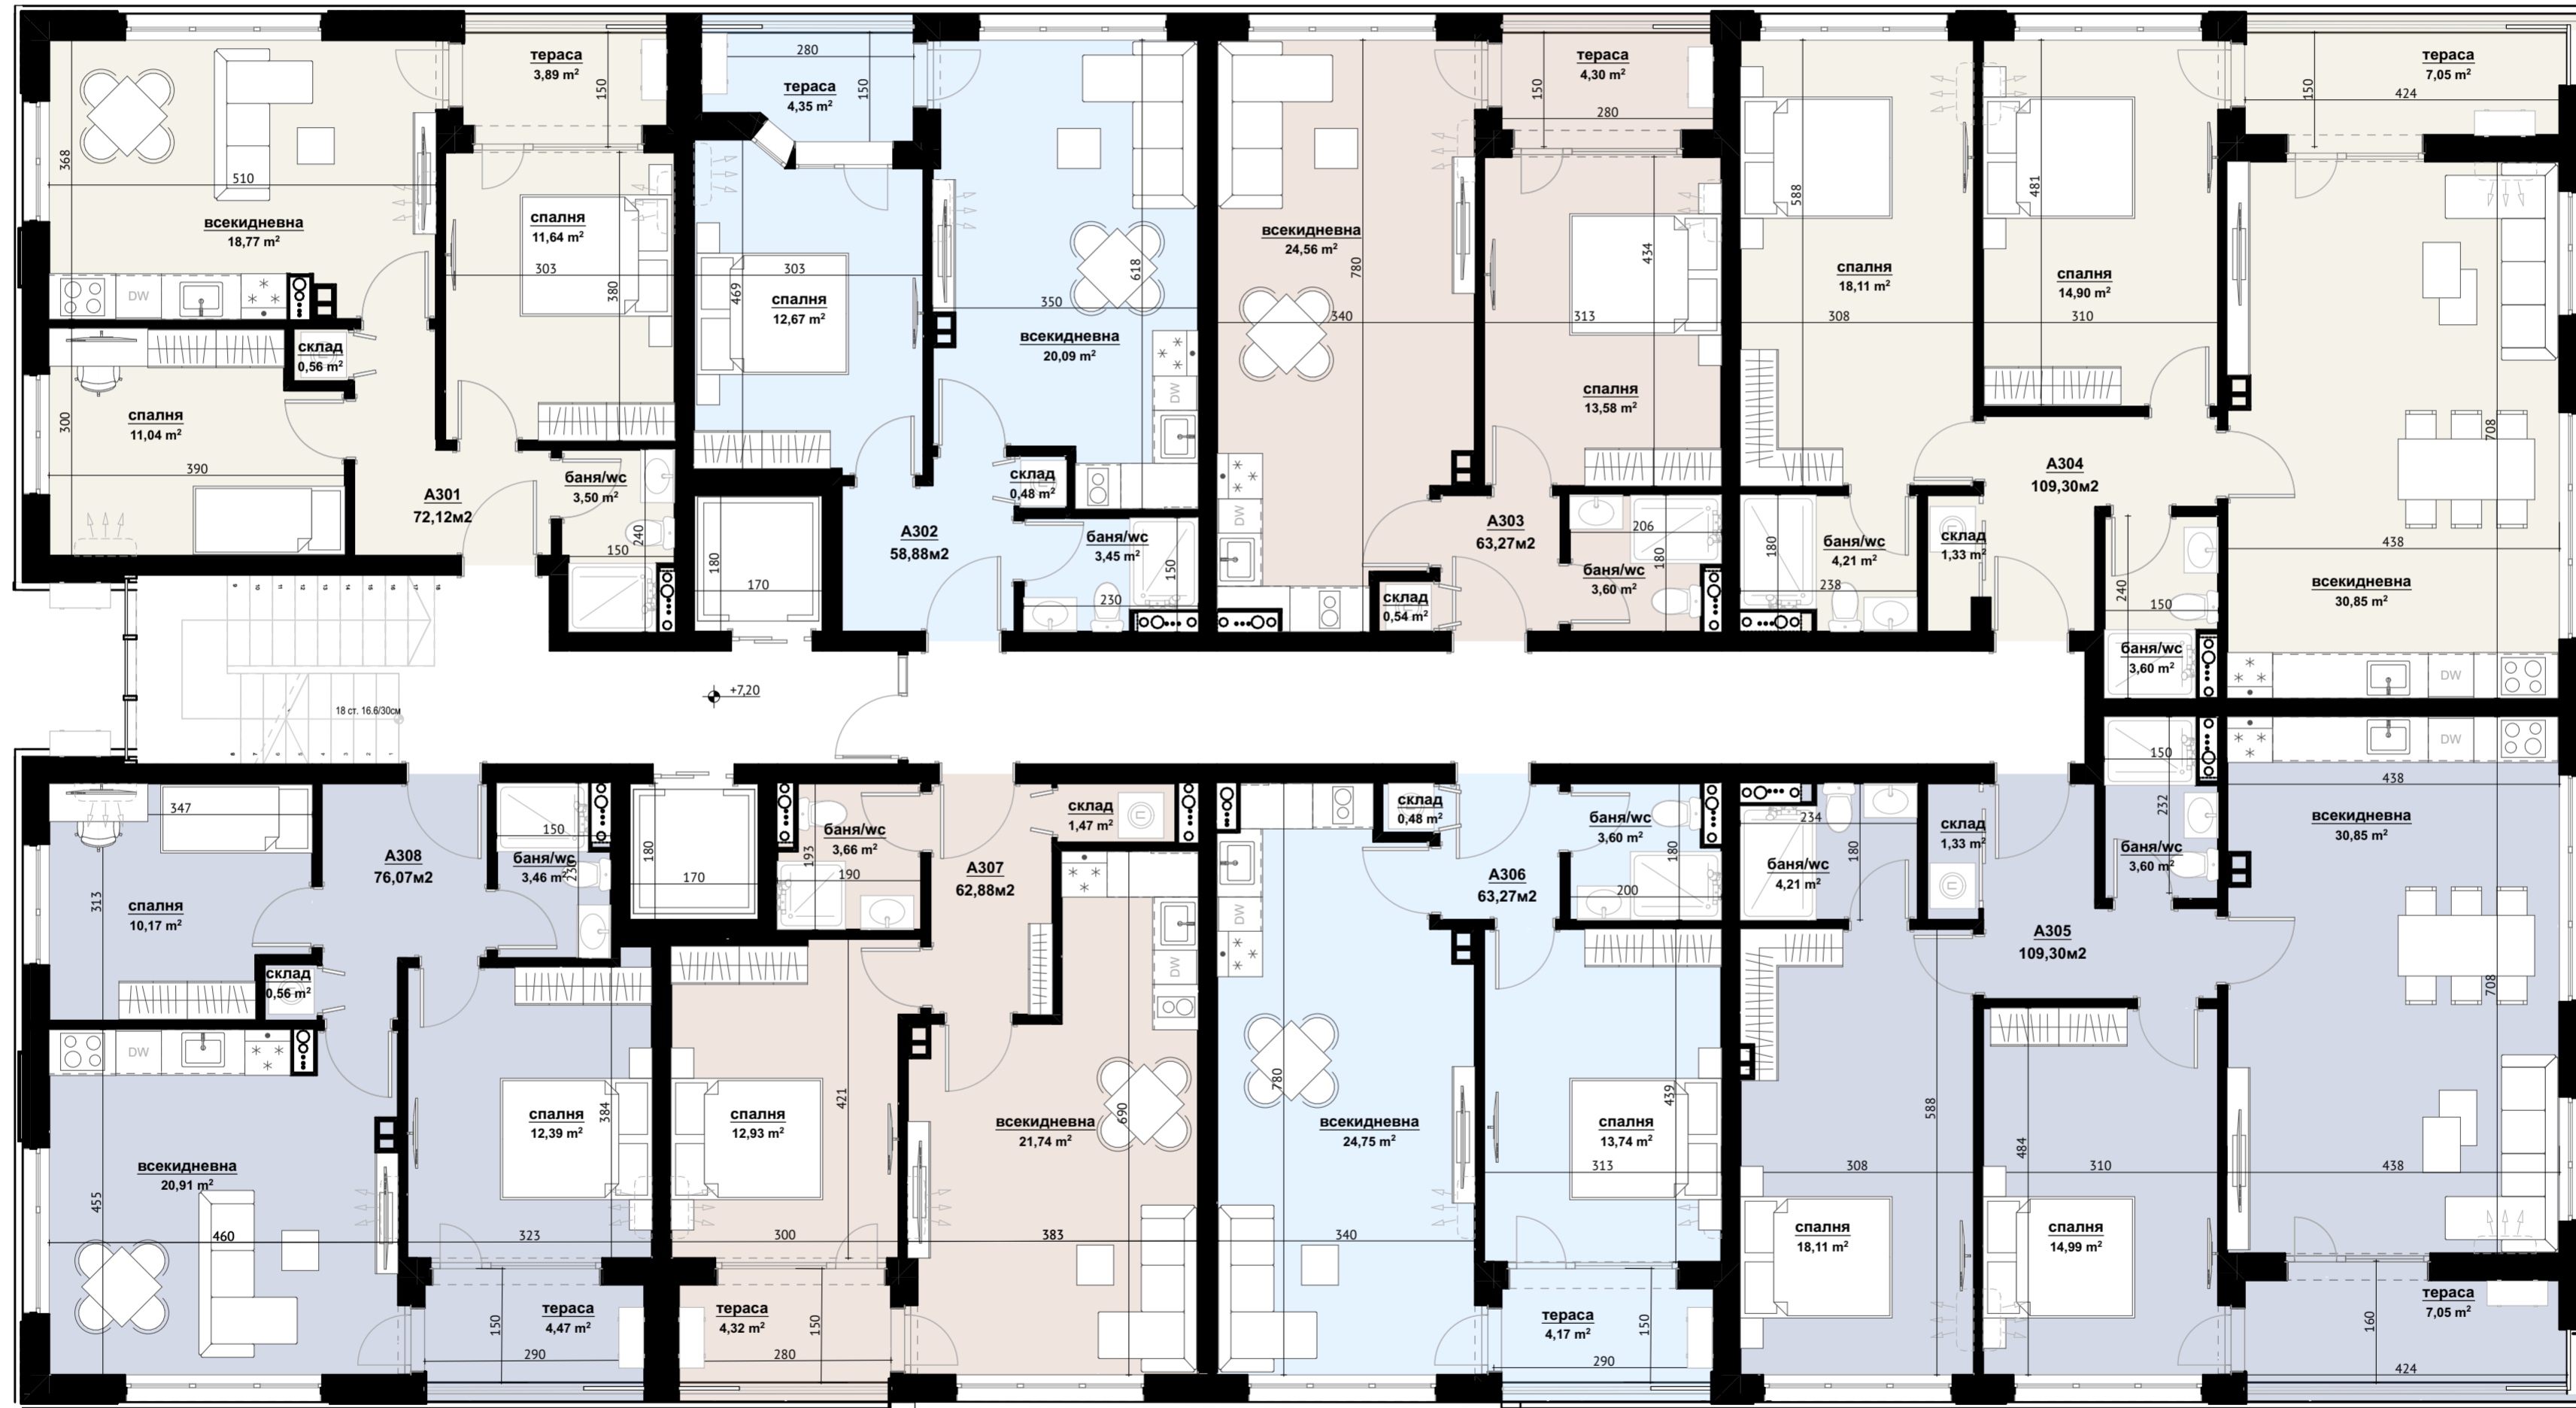 тераса
3,89 m²
150
368
510
всекидневна
18,77 m²
DW
спалня
11,64 m²
303
380
склад
0,56 m²
300
спалня
11,04 m²
390
A301
72,12м2
баня/wc
3,50 m²
240
150
280
тераса
4,35 m²
150
469
303
спалня
12,67 m²
618
350
всекидневна
20,09 m²
DW
склад
0,48 m²
A302
58,88м2
баня/wc
3,45 m²
150
230
180
170
тераса
4,30 m²
150
280
всекидневна
24,56 m²
780
340
434
313
спалня
13,58 m²
DW
A303
63,27м2
206
180
баня/wc
3,60 m²
склад
0,54 m²
тераса
7,05 m²
150
424
588
481
спалня
18,11 m²
308
спалня
14,90 m²
310
A304
109,30м2
708
438
всекидневна
30,85 m²
180
баня/wc
4,21 m²
238
склад
1,33 m²
240
150
баня/wc
3,60 m²
DW
+7,20
18 ст. 16.6/30см
347
313
спалня
10,17 m²
A308
76,07м2
150
баня/wc
3,46 m²
склад
0,56 m²
DW
всекидневна
20,91 m²
455
460
384
спалня
12,39 m²
323
тераса
4,47 m²
150
290
180
170
193
баня/wc
3,66 m²
190
склад
1,47 m²
A307
62,88м2
DW
421
спалня
12,93 m²
300
690
всекидневна
21,74 m²
383
тераса
4,32 m²
150
280
склад
0,48 m²
баня/wc
3,60 m²
180
200
A306
63,27м2
DW
780
всекидневна
24,75 m²
340
439
спалня
13,74 m²
313
тераса
4,17 m²
150
290
234
180
баня/wc
4,21 m²
склад
1,33 m²
150
232
баня/wc
3,60 m²
DW
438
всекидневна
30,85 m²
A305
109,30м2
708
588
308
спалня
18,11 m²
484
310
спалня
14,99 m²
438
тераса
7,05 m²
160
424